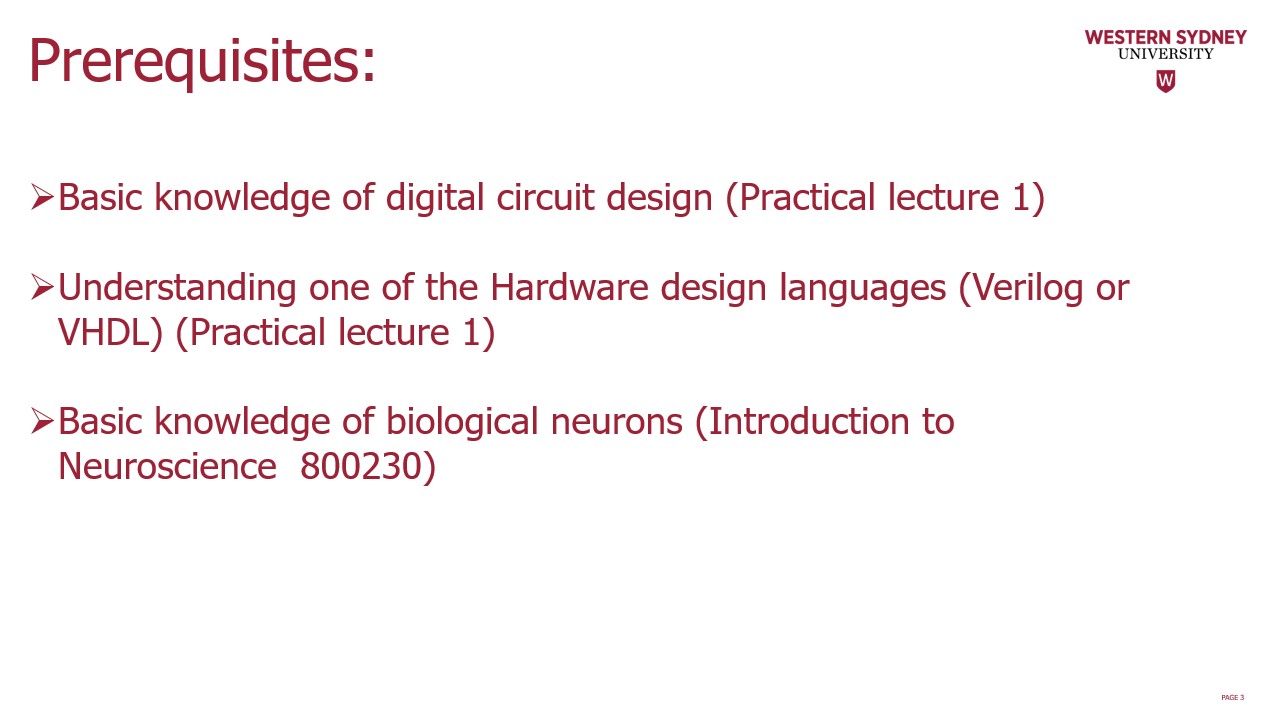 Prerequisites:
WESTERN SYDNEY
UNIVERSITY
W
➢Basic knowledge of digital circuit design (Practical lecture 1)
➢Understanding one of the Hardware design languages (Verilog or
VHDL) (Practical lecture 1)
➢Basic knowledge of biological neurons (Introduction to
Neuroscience  800230)
PAGE 3